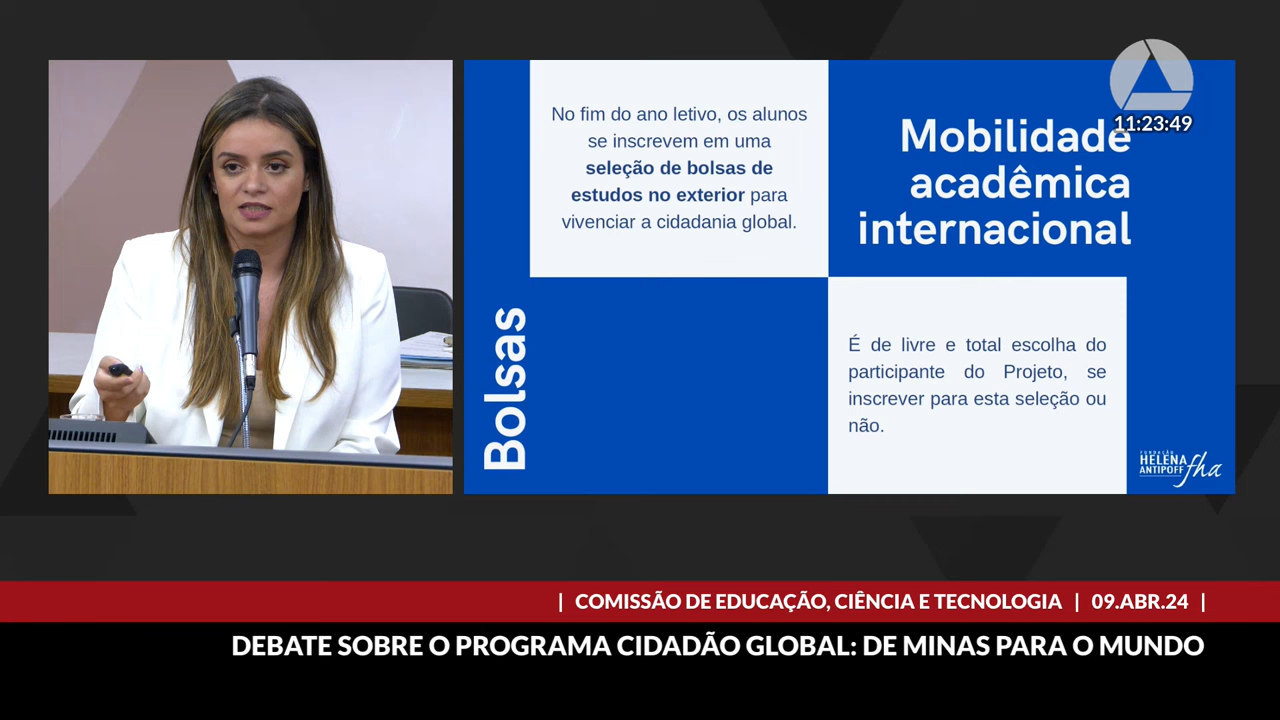 No fim do ano letivo, os alunos
se inscrevem em uma
seleção de bolsas de
estudos no exterior para
vivenciar a cidadania global.
11:23:49
Mobilidade
acadêmica
internacional
Bolsas
É de livre e total escolha do
participante do Projeto, se
inscrever para esta seleção ou
não.
FUNDAÇÃO
HELENA
ANTIPOFF
fha
| COMISSÃO DE EDUCAÇÃO, CIÊNCIA E TECNOLOGIA | 09.ABR.24 |
DEBATE SOBRE O PROGRAMA CIDADÃO GLOBAL: DE MINAS PARA O MUNDO